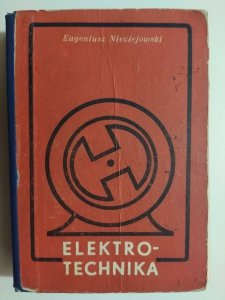 Eugeniusz Nieciejowski
ELEKTRO-
TECHNIKA